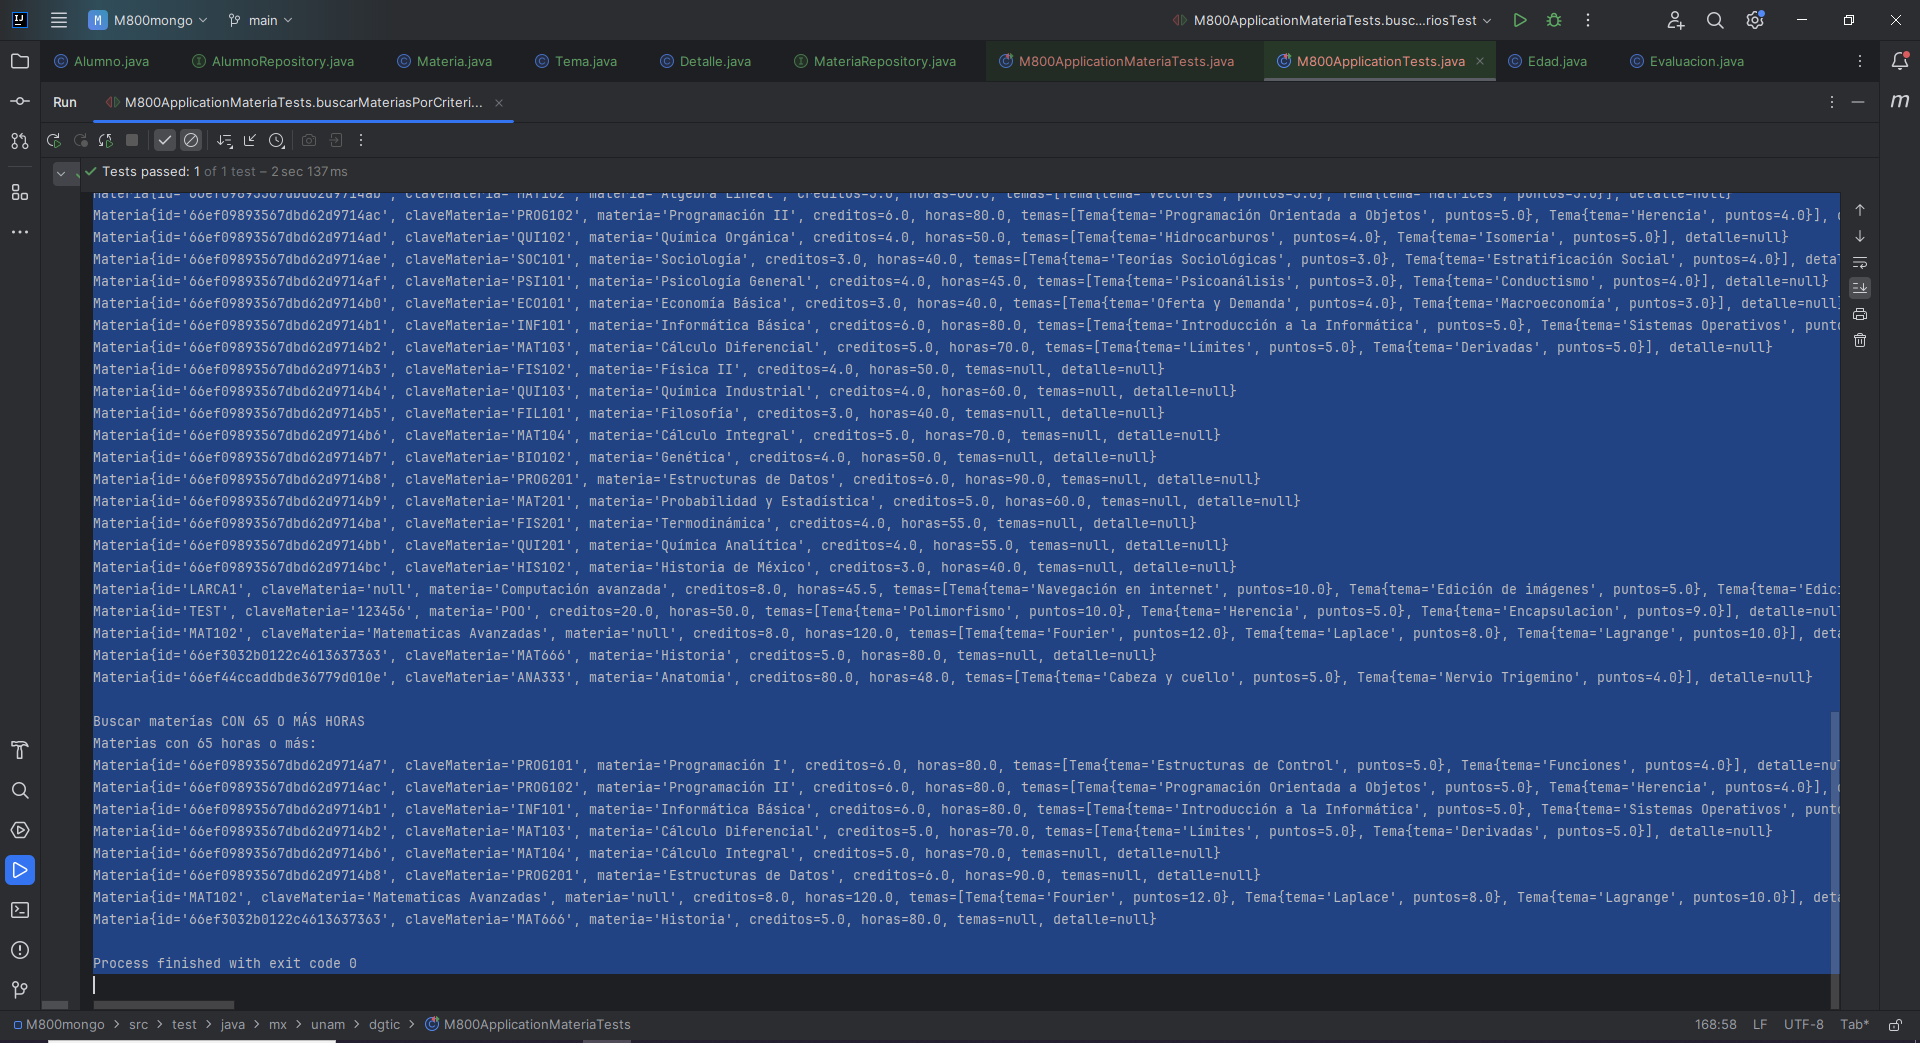 M800mongo main M800ApplicationMateriaTests.busc...riosTest
Alumno.java AlumnoRepository.java Materia.java Tema.java Detalle.java MateriaRepository.java M800ApplicationMateriaTests.java M800ApplicationTests.java Edad.java Evaluacion.java
Run M800ApplicationMateriaTests.buscarMateriasPorCriteri...
Tests passed: 1 of 1 test – 2 sec 137 ms
Materia{id='66ef09893567dbd62d9714ab', claveMateria='MAT102', materia='Álgebra Lineal', creditos=5.0, horas=60.0, temas=[Tema{tema='Vectores', puntos=5.0}, Tema{tema='Matrices', puntos=5.0}], detalle=null}
Materia{id='66ef09893567dbd62d9714ac', claveMateria='PROG102', materia='Programación II', creditos=6.0, horas=80.0, temas=[Tema{tema='Programación Orientada a Objetos', puntos=5.0}, Tema{tema='Herencia', puntos=4.0}],
Materia{id='66ef09893567dbd62d9714ad', claveMateria='QUI102', materia='Química Orgánica', creditos=4.0, horas=50.0, temas=[Tema{tema='Hidrocarburos', puntos=4.0}, Tema{tema='Isomería', puntos=5.0}], detalle=null}
Materia{id='66ef09893567dbd62d9714ae', claveMateria='SOC101', materia='Sociología', creditos=3.0, horas=40.0, temas=[Tema{tema='Teorías Sociológicas', puntos=3.0}, Tema{tema='Estratificación Social', puntos=4.0}], detal
Materia{id='66ef09893567dbd62d9714af', claveMateria='PSI101', materia='Psicología General', creditos=4.0, horas=45.0, temas=[Tema{tema='Psicoanálisis', puntos=3.0}, Tema{tema='Conductismo', puntos=4.0}], detalle=null}
Materia{id='66ef09893567dbd62d9714b0', claveMateria='ECO101', materia='Economía Básica', creditos=3.0, horas=40.0, temas=[Tema{tema='Oferta y Demanda', puntos=4.0}, Tema{tema='Macroeconomía', puntos=3.0}], detalle=null}
Materia{id='66ef09893567dbd62d9714b1', claveMateria='INF101', materia='Informática Básica', creditos=6.0, horas=80.0, temas=[Tema{tema='Introducción a la Informática', puntos=5.0}, Tema{tema='Sistemas Operativos', punto
Materia{id='66ef09893567dbd62d9714b2', claveMateria='MAT103', materia='Cálculo Diferencial', creditos=5.0, horas=70.0, temas=[Tema{tema='Límites', puntos=5.0}, Tema{tema='Derivadas', puntos=5.0}], detalle=null}
Materia{id='66ef09893567dbd62d9714b3', claveMateria='FIS102', materia='Física II', creditos=4.0, horas=50.0, temas=null, detalle=null}
Materia{id='66ef09893567dbd62d9714b4', claveMateria='QUI103', materia='Química Industrial', creditos=4.0, horas=60.0, temas=null, detalle=null}
Materia{id='66ef09893567dbd62d9714b5', claveMateria='FIL101', materia='Filosofía', creditos=3.0, horas=40.0, temas=null, detalle=null}
Materia{id='66ef09893567dbd62d9714b6', claveMateria='MAT104', materia='Cálculo Integral', creditos=5.0, horas=70.0, temas=null, detalle=null}
Materia{id='66ef09893567dbd62d9714b7', claveMateria='BIO102', materia='Genética', creditos=4.0, horas=50.0, temas=null, detalle=null}
Materia{id='66ef09893567dbd62d9714b8', claveMateria='PROG201', materia='Estructuras de Datos', creditos=6.0, horas=90.0, temas=null, detalle=null}
Materia{id='66ef09893567dbd62d9714b9', claveMateria='MAT201', materia='Probabilidad y Estadística', creditos=5.0, horas=60.0, temas=null, detalle=null}
Materia{id='66ef09893567dbd62d9714ba', claveMateria='FIS201', materia='Termodinámica', creditos=4.0, horas=55.0, temas=null, detalle=null}
Materia{id='66ef09893567dbd62d9714bb', claveMateria='QUI201', materia='Química Analítica', creditos=4.0, horas=55.0, temas=null, detalle=null}
Materia{id='66ef09893567dbd62d9714bc', claveMateria='HIS102', materia='Historia de México', creditos=3.0, horas=40.0, temas=null, detalle=null}
Materia{id='LARCA1', claveMateria='null', materia='Computación avanzada', creditos=8.0, horas=45.5, temas=[Tema{tema='Navegación en internet', puntos=10.0}, Tema{tema='Edición de imágenes', puntos=5.0}, Tema{tema='Edici
Materia{id='TEST', claveMateria='123456', materia='POO', creditos=20.0, horas=50.0, temas=[Tema{tema='Polimorfismo', puntos=10.0}, Tema{tema='Herencia', puntos=5.0}, Tema{tema='Encapsulacion', puntos=9.0}], detalle=null
Materia{id='MAT102', claveMateria='Matematicas Avanzadas', materia='null', creditos=8.0, horas=120.0, temas=[Tema{tema='Fourier', puntos=12.0}, Tema{tema='Laplace', puntos=8.0}, Tema{tema='Lagrange', puntos=10.0}], deta
Materia{id='66ef3032b0122c4613637363', claveMateria='MAT666', materia='Historia', creditos=5.0, horas=80.0, temas=null, detalle=null}
Materia{id='66ef44ccaddbde36779d010e', claveMateria='ANA333', materia='Anatomia', creditos=80.0, horas=48.0, temas=[Tema{tema='Cabeza y cuello', puntos=5.0}, Tema{tema='Nervio Trigemino', puntos=4.0}], detalle=null}
Buscar materias CON 65 O MÁS HORAS
Materias con 65 horas o más:
Materia{id='66ef09893567dbd62d9714a7', claveMateria='PROG101', materia='Programación I', creditos=6.0, horas=80.0, temas=[Tema{tema='Estructuras de Control', puntos=5.0}, Tema{tema='Funciones', puntos=4.0}], detalle=nul
Materia{id='66ef09893567dbd62d9714ac', claveMateria='PROG102', materia='Programación II', creditos=6.0, horas=80.0, temas=[Tema{tema='Programación Orientada a Objetos', puntos=5.0}, Tema{tema='Herencia', puntos=4.0}],
Materia{id='66ef09893567dbd62d9714b1', claveMateria='INF101', materia='Informática Básica', creditos=6.0, horas=80.0, temas=[Tema{tema='Introducción a la Informática', puntos=5.0}, Tema{tema='Sistemas Operativos', punto
Materia{id='66ef09893567dbd62d9714b2', claveMateria='MAT103', materia='Cálculo Diferencial', creditos=5.0, horas=70.0, temas=[Tema{tema='Límites', puntos=5.0}, Tema{tema='Derivadas', puntos=5.0}], detalle=null}
Materia{id='66ef09893567dbd62d9714b6', claveMateria='MAT104', materia='Cálculo Integral', creditos=5.0, horas=70.0, temas=null, detalle=null}
Materia{id='66ef09893567dbd62d9714b8', claveMateria='PROG201', materia='Estructuras de Datos', creditos=6.0, horas=90.0, temas=null, detalle=null}
Materia{id='MAT102', claveMateria='Matematicas Avanzadas', materia='null', creditos=8.0, horas=120.0, temas=[Tema{tema='Fourier', puntos=12.0}, Tema{tema='Laplace', puntos=8.0}, Tema{tema='Lagrange', puntos=10.0}], deta
Materia{id='66ef3032b0122c4613637363', claveMateria='MAT666', materia='Historia', creditos=5.0, horas=80.0, temas=null, detalle=null}
Process finished with exit code 0
M800mongo > src > test > java > mx > unam > dgtic > M800ApplicationMateriaTests 168:58 LF UTF-8 Tab*